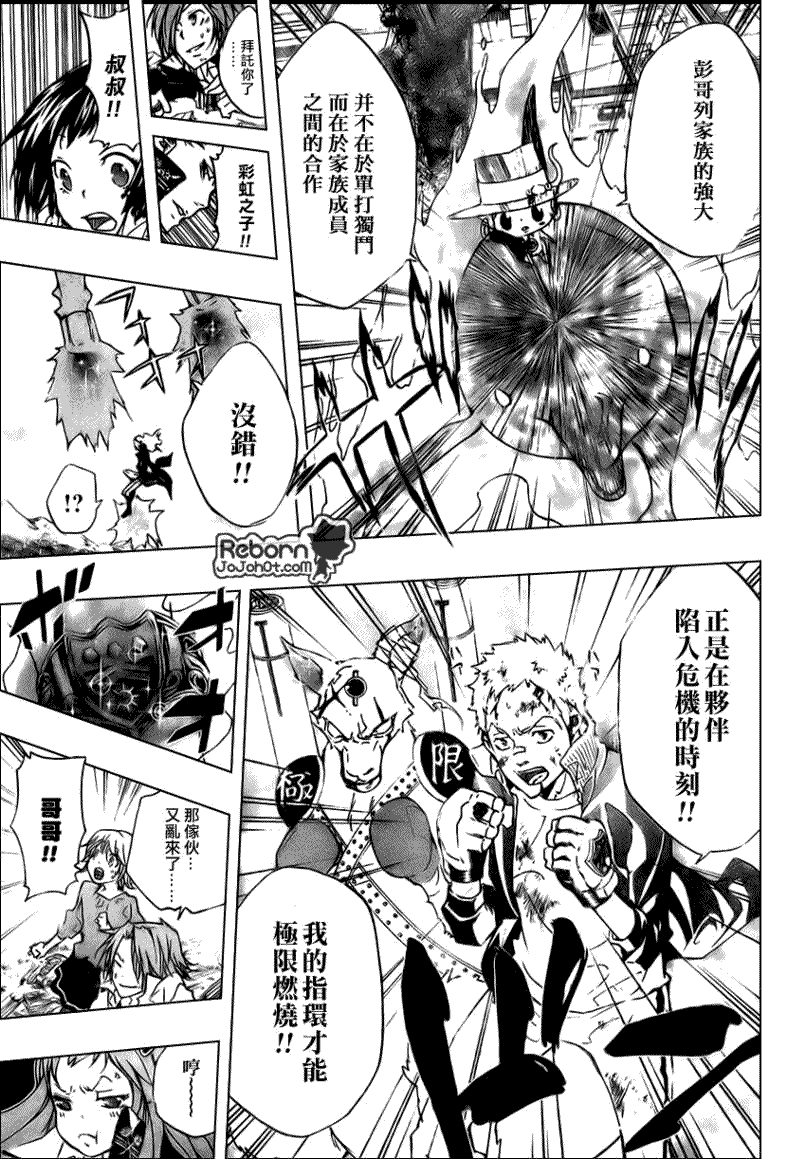 彭哥列家族的強大
并不在於單打獨鬥
而在於家族成員
之間的合作
拜託你了
……
叔叔!!
彩虹之子!!
沒錯!!
!?
Reborn
JoJoHOt.com
正是在夥伴
陷入危機的時刻!!
限
極
我的指環才能
極限燃燒!!
那傢伙…
又亂來了……
哥哥!!
哼～～